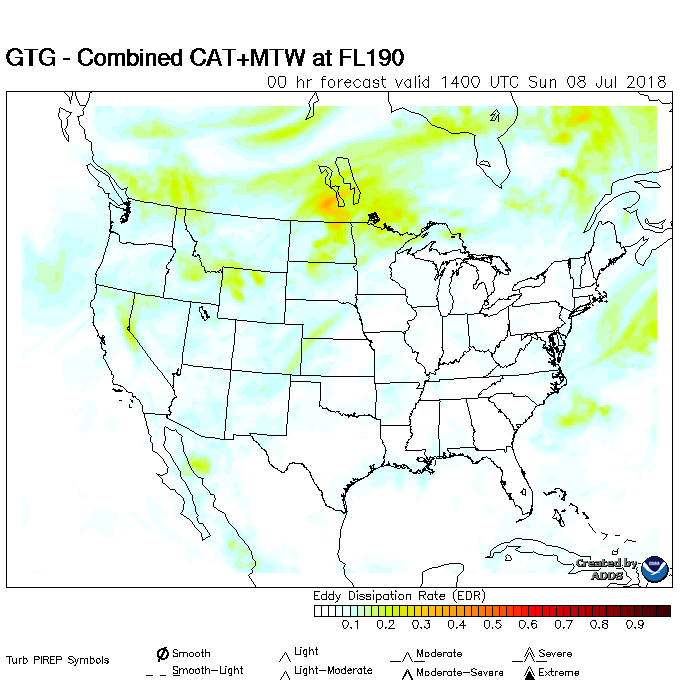 GTG - Combined CAT+MTW at FL190
00 hr forecast valid 1400 UTC Sun 08 Jul 2018
Created by
ADDS
Eddy Dissipation Rate (EDR)
0.1 0.2 0.3 0.4 0.5 0.6 0.7 0.8 0.9
Turb PIREP Symbols
Smooth Light Moderate Severe
Smooth-Light Light-Moderate Moderate-Severe Extreme